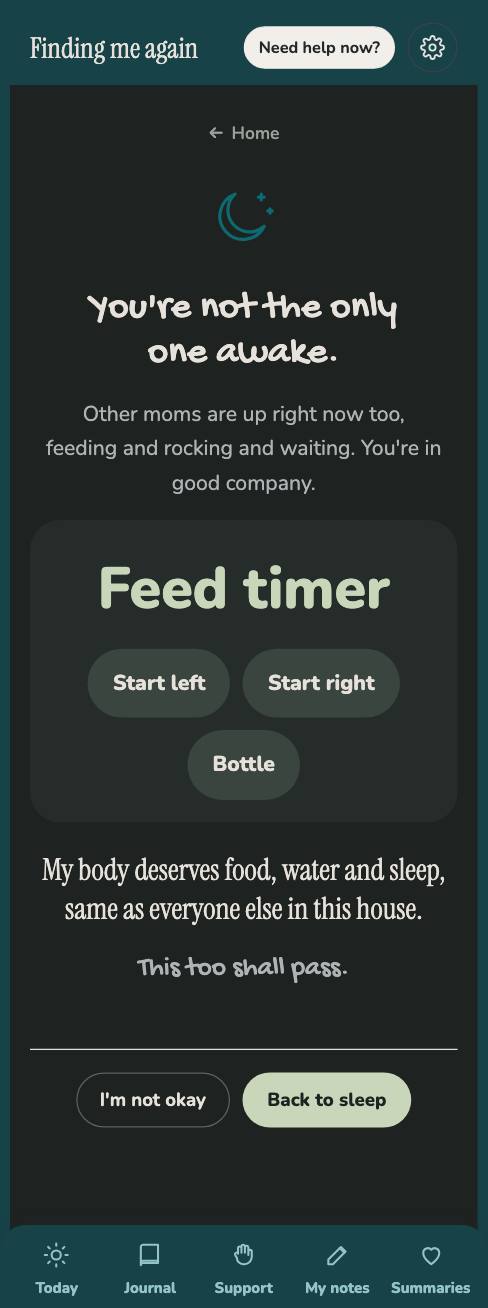 Finding me again
Need help now?
← Home
You're not the only
one awake.
Other moms are up right now too,
feeding and rocking and waiting. You're in
good company.
Feed timer
Start left
Start right
Bottle
My body deserves food, water and sleep,
same as everyone else in this house.
This too shall pass.
I'm not okay
Back to sleep
Today
Journal
Support
My notes
Summaries